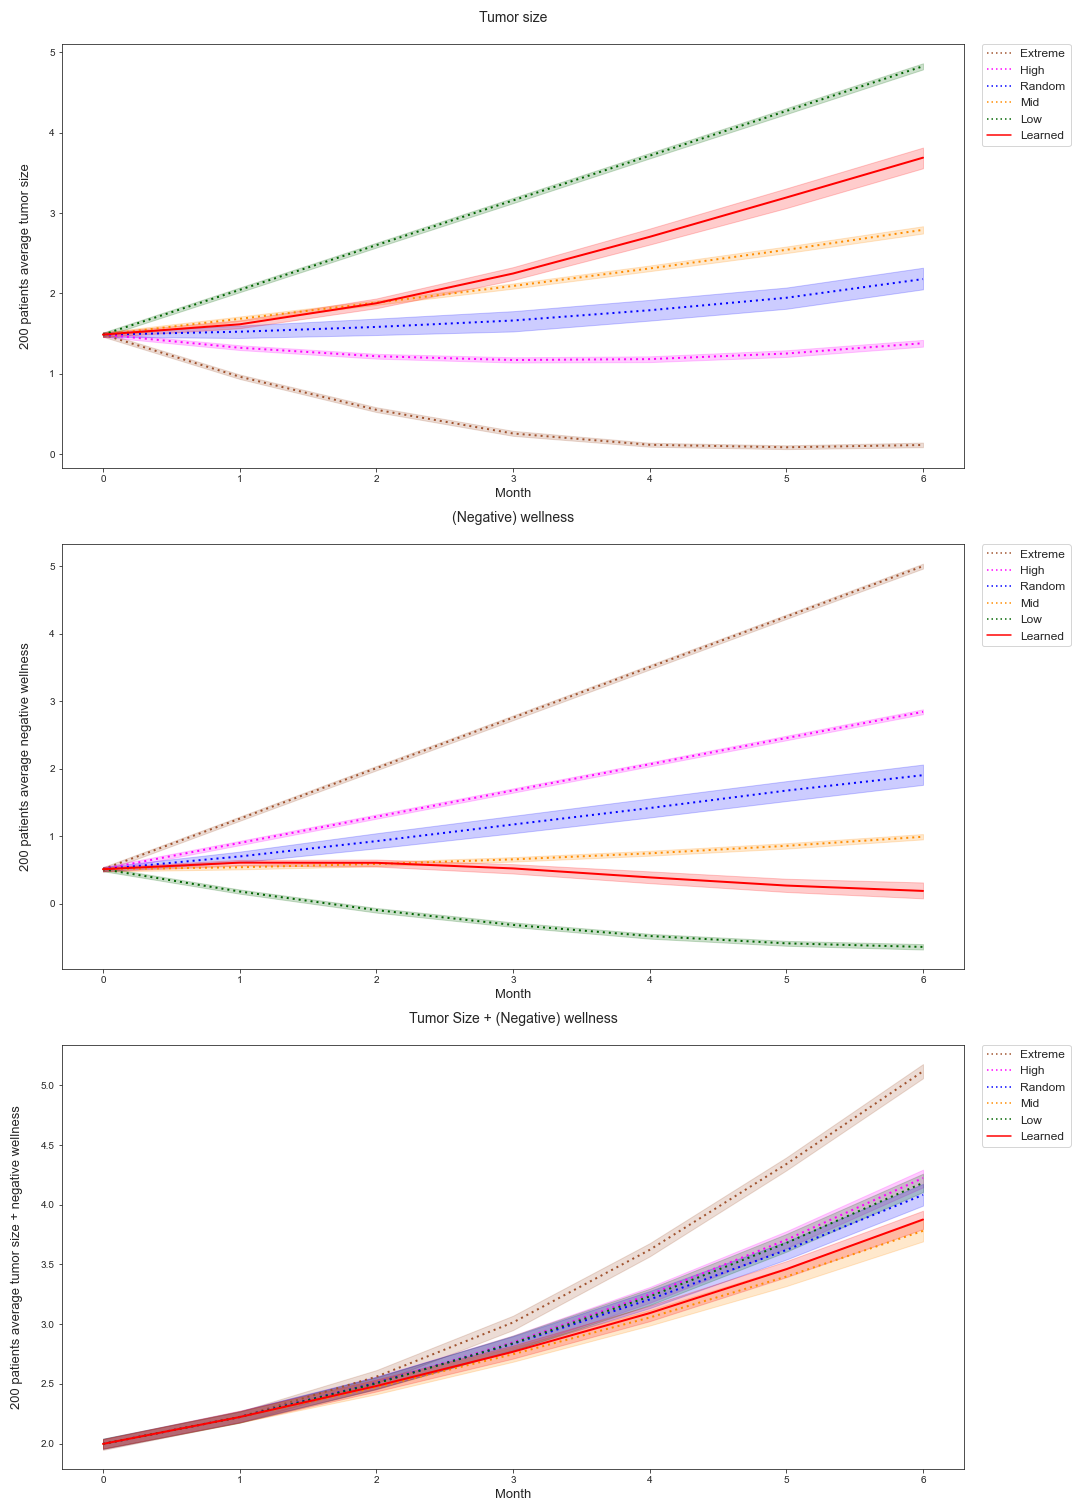 Tumor size
200 patients average tumor size
5
4
3
2
1
0
0 1 2 3 4 5 6
Month
Extreme
High
Random
Mid
Low
Learned
(Negative) wellness
200 patients average negative wellness
5
4
3
2
1
0
0 1 2 3 4 5 6
Month
Extreme
High
Random
Mid
Low
Learned
Tumor Size + (Negative) wellness
200 patients average tumor size + negative wellness
5.0
4.5
4.0
3.5
3.0
2.5
2.0
0 1 2 3 4 5 6
Month
Extreme
High
Random
Mid
Low
Learned